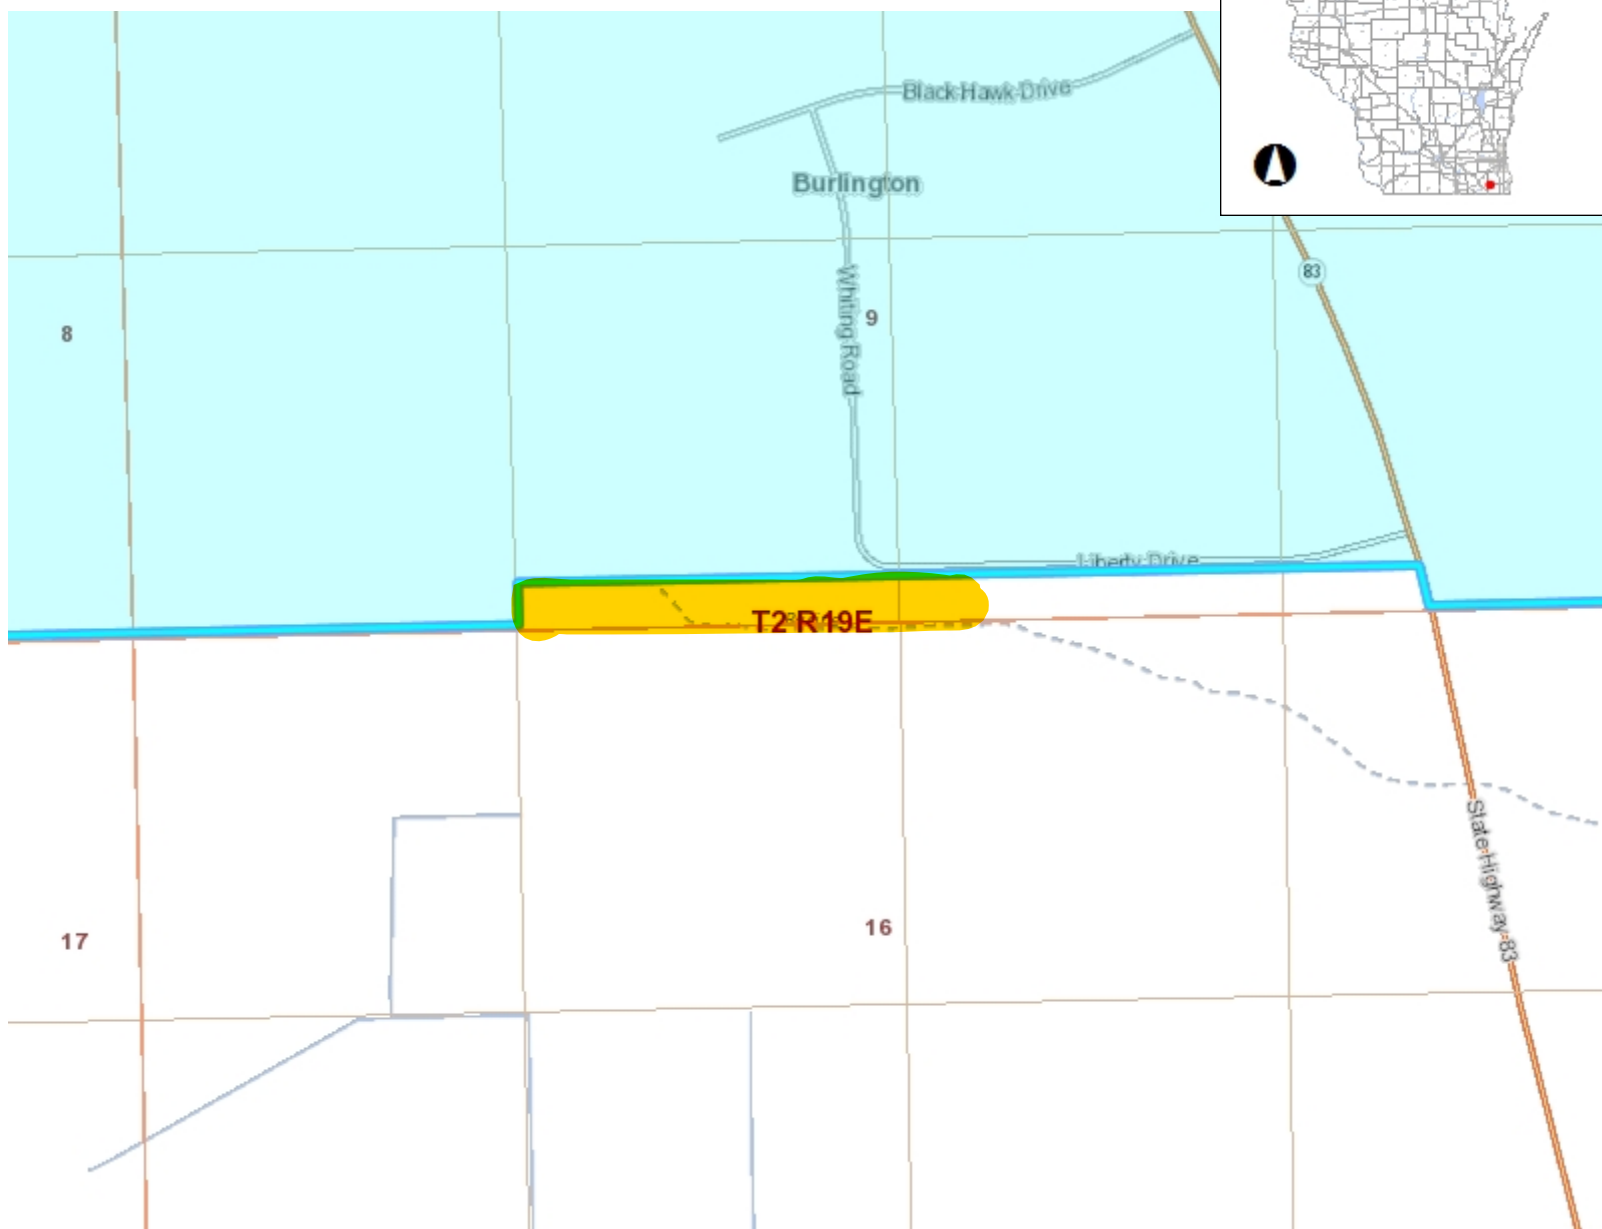 Black Hawk Drive
Burlington
83
Whiting Road
8
9
Liberty Drive
T2 R19E
State Highway 83
17
16